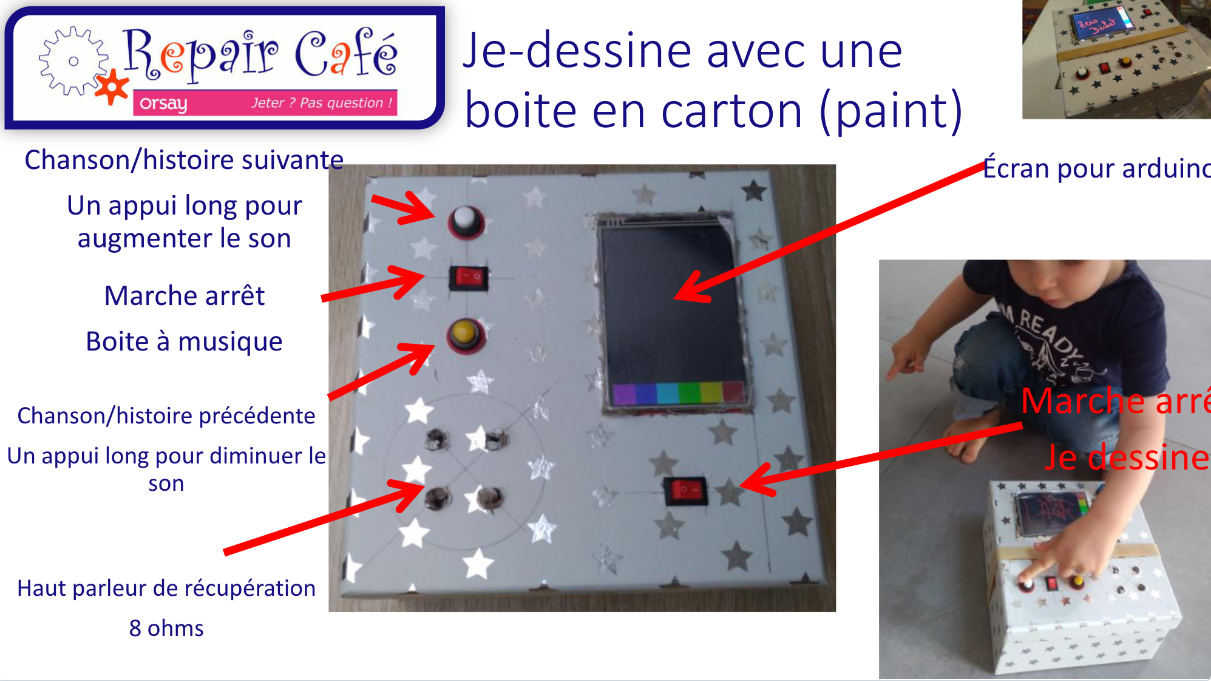 Repair Café
Orsay
Jeter ? Pas question !
Je-dessine avec une
boite en carton (paint)
Chanson/histoire suivante
Un appui long pour
augmenter le son
Marche arrêt
Boite à musique
Chanson/histoire précédente
Un appui long pour diminuer le
son
Haut parleur de récupération
8 ohms
Écran pour arduino
Marche arrê
Je dessine
I'M READY